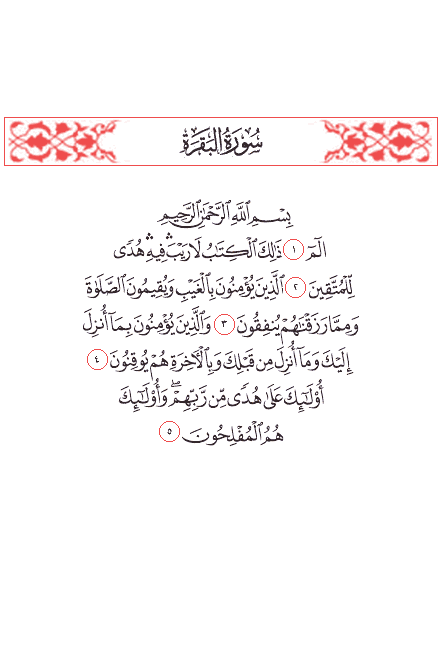 سُورَةُ البَقَرَةِ
بِسْمِ ٱللَّهِ ٱلرَّحْمَٰنِ ٱلرَّحِيمِ
الٓمٓ ١ ذَٰلِكَ ٱلْكِتَٰبُ لَا رَيْبَۛ فِيهِۛ هُدًى
لِّلْمُتَّقِينَ ٢ ٱلَّذِينَ يُؤْمِنُونَ بِٱلْغَيْبِ وَيُقِيمُونَ ٱلصَّلَوٰةَ
وَمِمَّا رَزَقْنَٰهُمْ يُنفِقُونَ ٣ وَٱلَّذِينَ يُؤْمِنُونَ بِمَآ أُنزِلَ
إِلَيْكَ وَمَآ أُنزِلَ مِن قَبْلِكَ وَبِٱلْءَاخِرَةِ هُمْ يُوقِنُونَ ٤
أُو۟لَٰٓئِكَ عَلَىٰ هُدًى مِّن رَّبِّهِمْۖ وَأُو۟لَٰٓئِكَ
هُمُ ٱلْمُفْلِحُونَ ٥